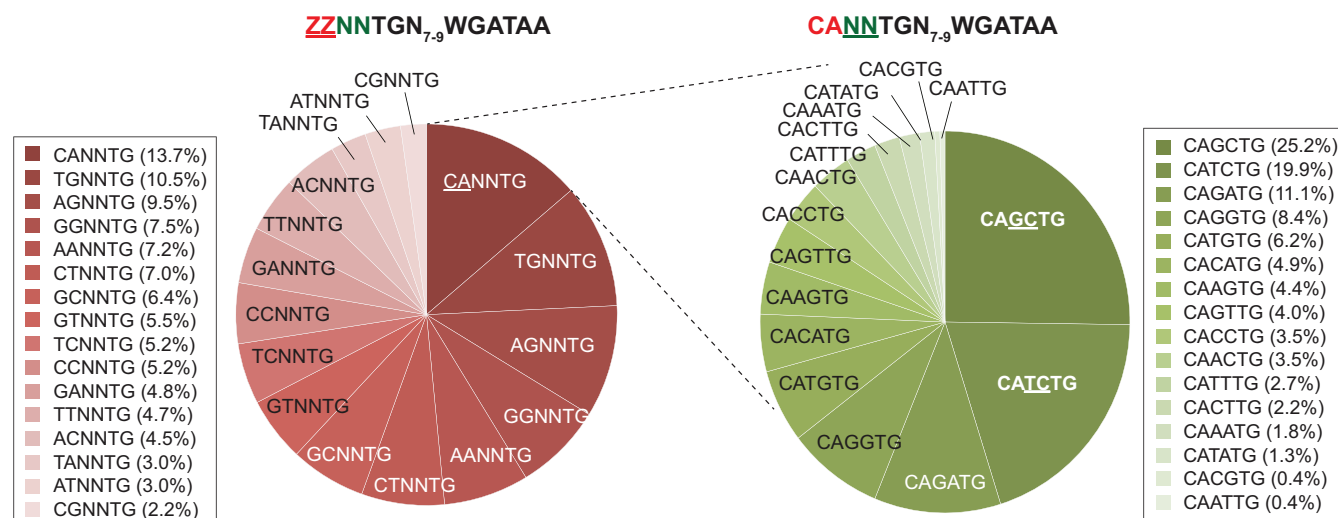 ZZNNTGN7-9WGATAA
CANNTG (13.7%)
TGNNTG (10.5%)
AGNNTG (9.5%)
GGNNTG (7.5%)
AANNTG (7.2%)
CTNNTG (7.0%)
GCNNTG (6.4%)
GTNNTG (5.5%)
TCNNTG (5.2%)
CCNNTG (5.2%)
GANNTG (4.8%)
TTNNTG (4.7%)
ACNNTG (4.5%)
TANNTG (3.0%)
ATNNTG (3.0%)
CGNNTG (2.2%)
CGNNTG
ATNNTG
TANNTG
ACNNTG
TTNNTG
GANNTG
CCNNTG
TCNNTG
GTNNTG
GCNNTG
CTNNTG
AANNTG
GGNNTG
AGNNTG
TGNNTG
CANNTG
CANNTGN7-9WGATAA
CAATTG
CACGTG
CATATG
CAAATG
CACTTG
CATTTG
CAACTG
CACCTG
CAGTTG
CAAGTG
CACATG
CATGTG
CAGGTG
CAGATG
CATCTG
CAGCTG
CAGCTG (25.2%)
CATCTG (19.9%)
CAGATG (11.1%)
CAGGTG (8.4%)
CATGTG (6.2%)
CACATG (4.9%)
CAAGTG (4.4%)
CAGTTG (4.0%)
CACCTG (3.5%)
CAACTG (3.5%)
CATTTG (2.7%)
CACTTG (2.2%)
CAAATG (1.8%)
CATATG (1.3%)
CACGTG (0.4%)
CAATTG (0.4%)